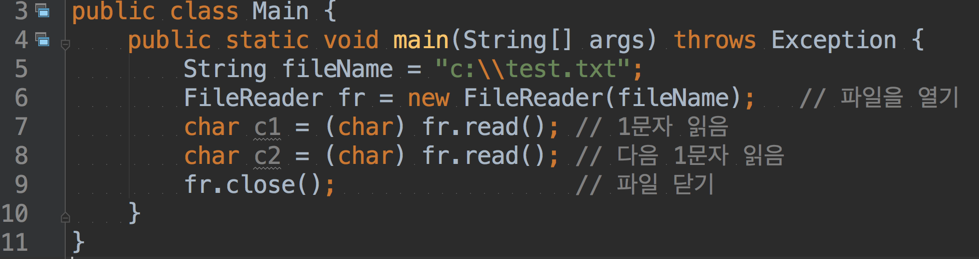 3 public class Main {
4 public static void main(String[] args) throws Exception {
5 String fileName = "c:\\test.txt";
6 FileReader fr = new FileReader(fileName); // 파일을 열기
7 char c1 = (char) fr.read(); // 1문자 읽음
8 char c2 = (char) fr.read(); // 다음 1문자 읽음
9 fr.close(); // 파일 닫기
10 }
11 }